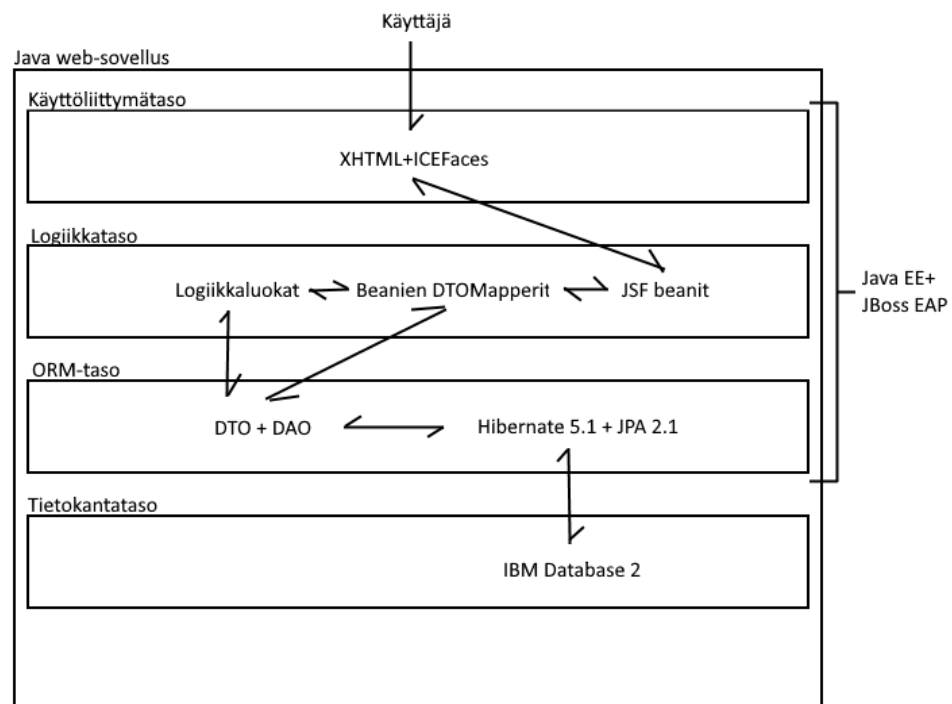 Käyttäjä
Java web-sovellus
Käyttöliittymätaso
XHTML+ICEFaces
Logiikkataso
Logiikkaluokat
Beanien DTOMapperit
JSF beanit
Java EE+
JBoss EAP
ORM-taso
DTO + DAO
Hibernate 5.1 + JPA 2.1
Tietokantataso
IBM Database 2